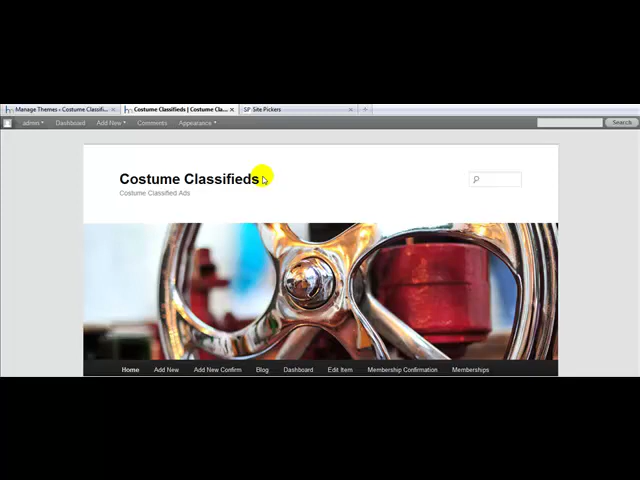 Manage Themes ‹ Costume Classifi...
Costume Classifieds | Costume Cla...
SP Site Pickers
admin
Dashboard
Add New
Comments
Appearance
Search
Costume Classifieds
Costume Classified Ads
Home Add New Add New Confirm Blog Dashboard Edit Item Membership Confirmation Memberships